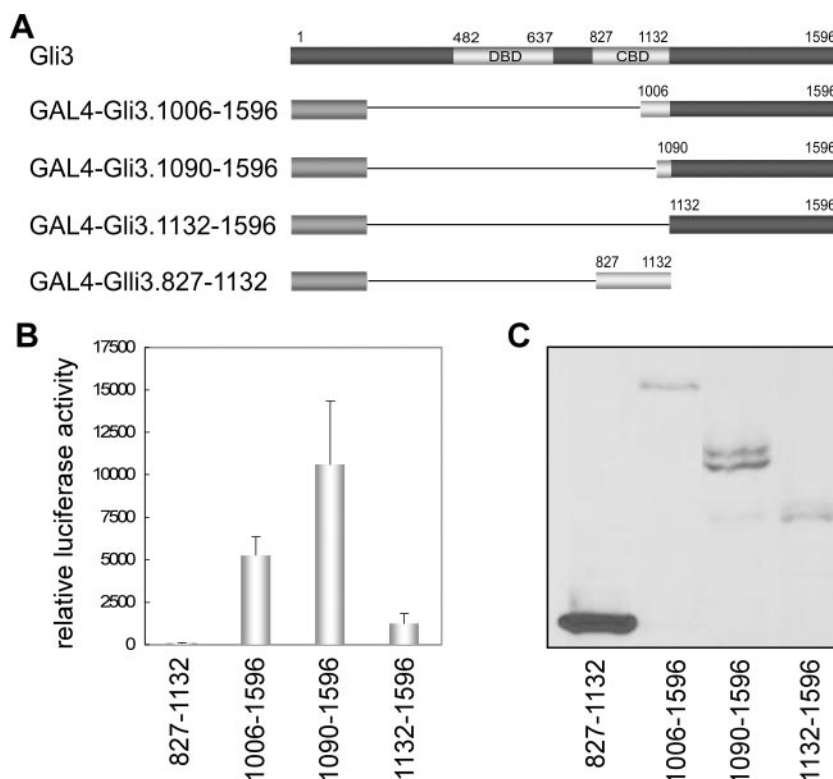 A
1 482 637 827 1132 1596
Gli3 DBD CBD
1006 1596
GAL4-Gli3.1006-1596
1090 1596
GAL4-Gli3.1090-1596
1132 1596
GAL4-Gli3.1132-1596
827 1132
GAL4-Glli3.827-1132
B
relative luciferase activity
17500
15000
12500
10000
7500
5000
2500
0
827-1132
1006-1596
1090-1596
1132-1596
C
827-1132
1006-1596
1090-1596
1132-1596